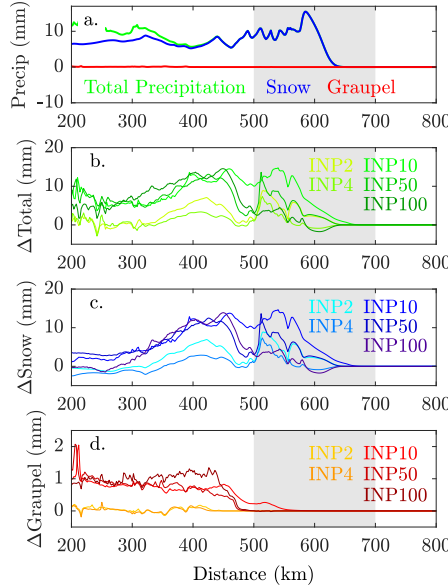 a.
Precip (mm)
10
0
-10
Total Precipitation Snow Graupel
200 300 400 500 600 700 800
b.
INP2 INP10
INP4 INP50
INP100
ΔTotal (mm)
20
10
0
200 300 400 500 600 700 800
c.
INP2 INP10
INP4 INP50
INP100
ΔSnow (mm)
20
10
0
200 300 400 500 600 700 800
d.
INP2 INP10
INP4 INP50
INP100
ΔGraupel (mm)
2
1
0
200 300 400 500 600 700 800
Distance (km)